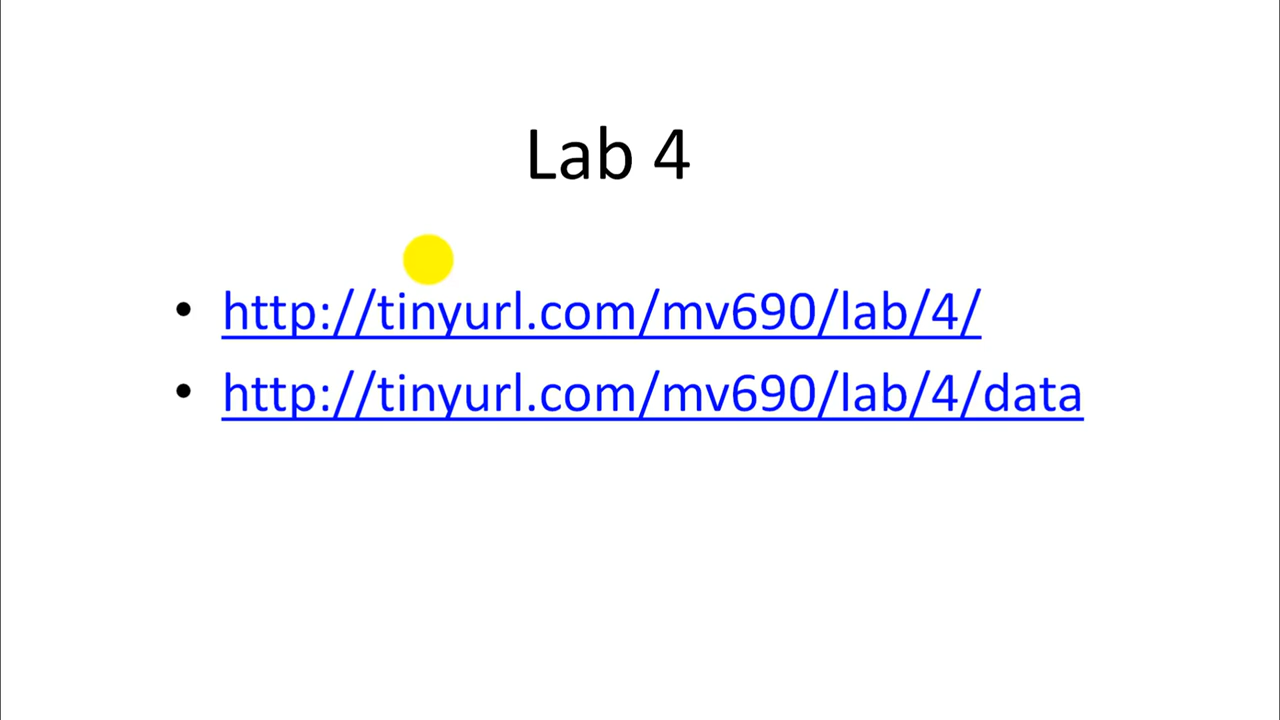 Lab 4
• http://tinyurl.com/mv690/lab/4/
• http://tinyurl.com/mv690/lab/4/data